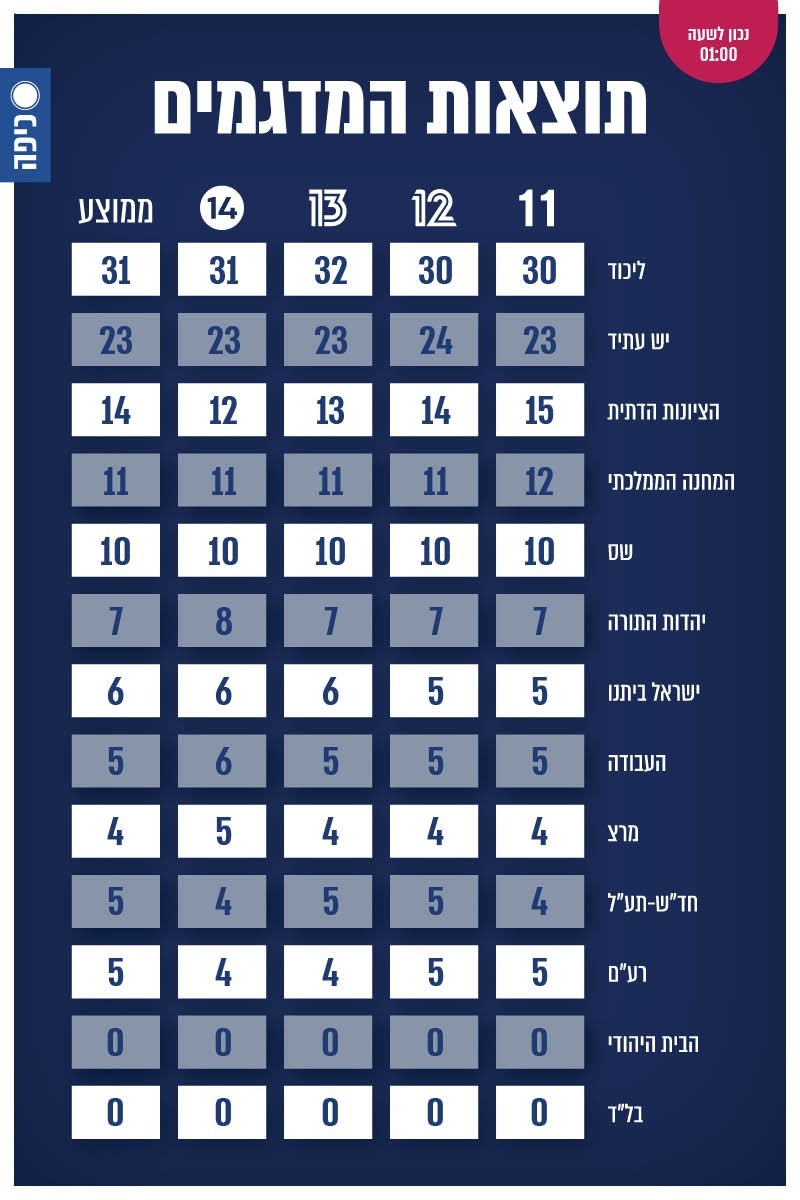 נכון לשעה
01:00
כיפה
תוצאות המדגמים
11 12 13 14 ממוצע
ליכוד 30 30 32 31 31
יש עתיד 23 24 23 23 23
הציונות הדתית 15 14 13 12 14
המחנה הממלכתי 12 11 11 11 11
שס 10 10 10 10 10
יהדות התורה 7 7 7 8 7
ישראל ביתנו 5 5 6 6 6
העבודה 5 5 5 6 5
מרצ 4 4 4 5 4
חד"ש-תע"ל 4 5 5 4 5
רע"ם 5 5 4 4 5
הבית היהודי 0 0 0 0 0
בל"ד 0 0 0 0 0